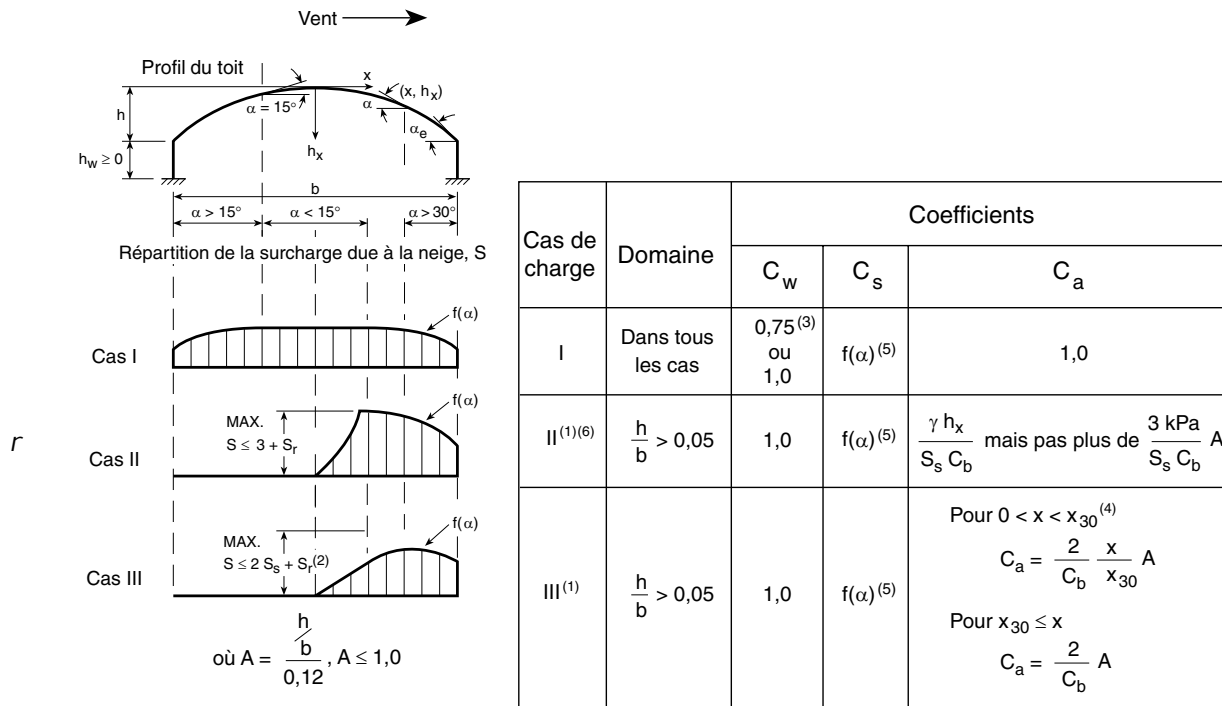 Vent
Profil du toit
x
(x, h_x)
α = 15°
α
α_e
h
h_x
h_w ≥ 0
b
α > 15°
α < 15°
α > 30°
Répartition de la surcharge due à la neige, S
f(α)
Cas I
f(α)
MAX.
S ≤ 3 + S_r
Cas II
r
f(α)
MAX.
S ≤ 2 S_s + S_r^(2)
Cas III
où A = (h/b)/0,12 , A ≤ 1,0
Cas de charge
Domaine
Coefficients
C_w
C_s
C_a
I
Dans tous les cas
0,75^(3)
ou
1,0
f(α)^(5)
1,0
II^(1)(6)
h/b > 0,05
1,0
f(α)^(5)
γ h_x / S_s C_b mais pas plus de 3 kPa / S_s C_b A
III^(1)
h/b > 0,05
1,0
f(α)^(5)
Pour 0 < x < x_30^(4)
C_a = 2/C_b x/x_30 A
Pour x_30 ≤ x
C_a = 2/C_b A